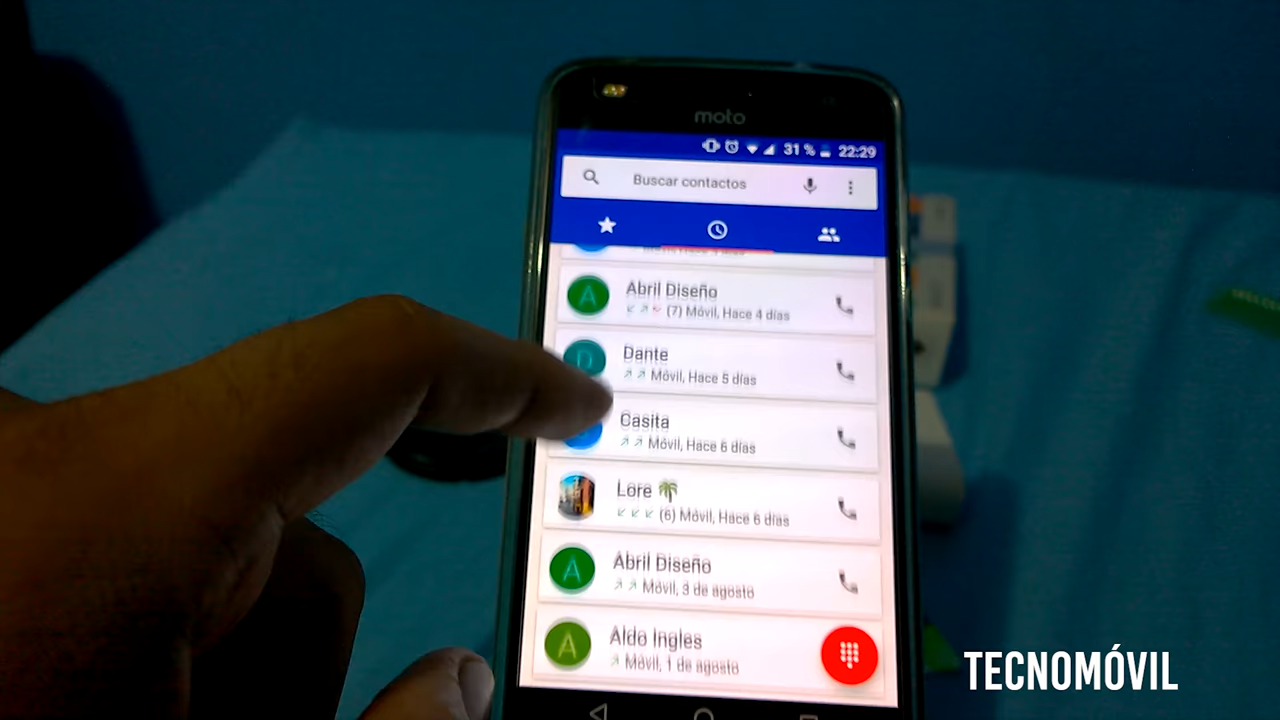 moto
31 % 22:29
Buscar contactos
A Abril Diseño
(7) Móvil, Hace 4 días
D Dante
Móvil, Hace 5 días
Casita
Móvil, Hace 6 días
Lore
(6) Móvil, Hace 6 días
A Abril Diseño
Móvil, 3 de agosto
A Aldo Ingles
Móvil, 1 de agosto
TECNOMÓVIL